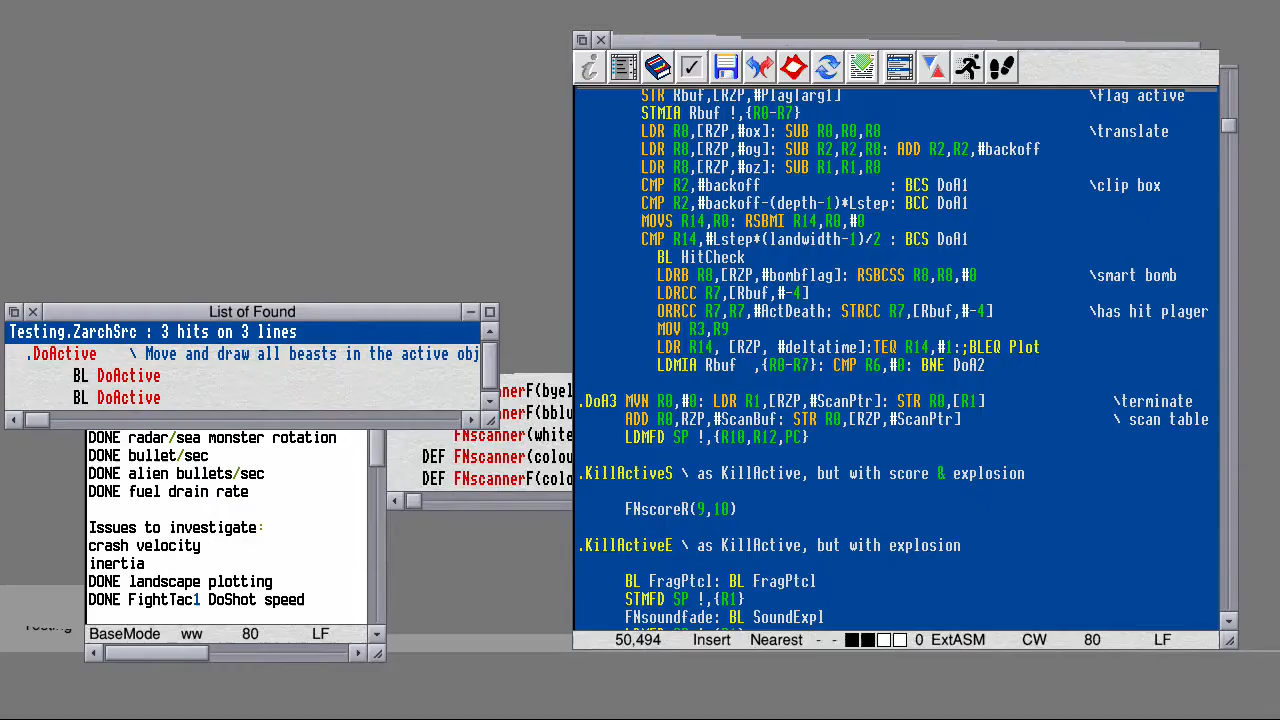 STR Rbuf,[RZP,#PlayTarg1] \flag active
STMIA Rbuf !,{R0-R7}
LDR R8,[RZP,#ox]: SUB R0,R0,R8 \translate
LDR R8,[RZP,#oy]: SUB R2,R2,R8: ADD R2,R2,#backoff
LDR R8,[RZP,#oz]: SUB R1,R1,R8
CMP R2,#backoff : BCS DoA1 \clip box
CMP R2,#backoff-(depth-1)*Lstep: BCC DoA1
MOVS R14,R0: RSBMI R14,R0,#0
CMP R14,#Lstep*(landwidth-1)/2 : BCS DoA1
BL HitCheck
LDRB R8,[RZP,#bombflag]: RSBCSS R8,R8,#0 \smart bomb
LDRCC R7,[Rbuf,#-4]
ORRCC R7,R7,#ActDeath: STRCC R7,[Rbuf,#-4] \has hit player
MOV R3,R9
LDR R14, [RZP, #deltatime]:TEQ R14,#1:;BLEQ Plot
LDMIA Rbuf ,{R0-R7}: CMP R6,#0: BNE DoA2
.DoA3 MVN R0,#0: LDR R1,[RZP,#ScanPtr]: STR R0,[R1] \terminate
ADD R0,RZP,#ScanBuf: STR R0,[RZP,#ScanPtr] \ scan table
LDMFD SP !,{R10,R12,PC}
.KillActiveS \ as KillActive, but with score & explosion
FNscoreR(9,10)
.KillActiveE \ as KillActive, but with explosion
BL FragPtcl: BL FragPtcl
STMFD SP !,{R1}
FNsoundfade: BL SoundExpl
50,494 Insert Nearest - - 0 ExtASM CW 80 LF
List of Found
Testing.ZarchSrc : 3 hits on 3 lines
.DoActive \ Move and draw all beasts in the active obj
BL DoActive
BL DoActive
nnerF(byel
nnerF(bblu
FNscanner(white
DEF FNscanner(colou
DEF FNscannerF(colo
DONE radar/sea monster rotation
DONE bullet/sec
DONE alien bullets/sec
DONE fuel drain rate
Issues to investigate:
crash velocity
inertia
DONE landscape plotting
DONE FightTac1 DoShot speed
BaseMode ww 80 LF
Testing